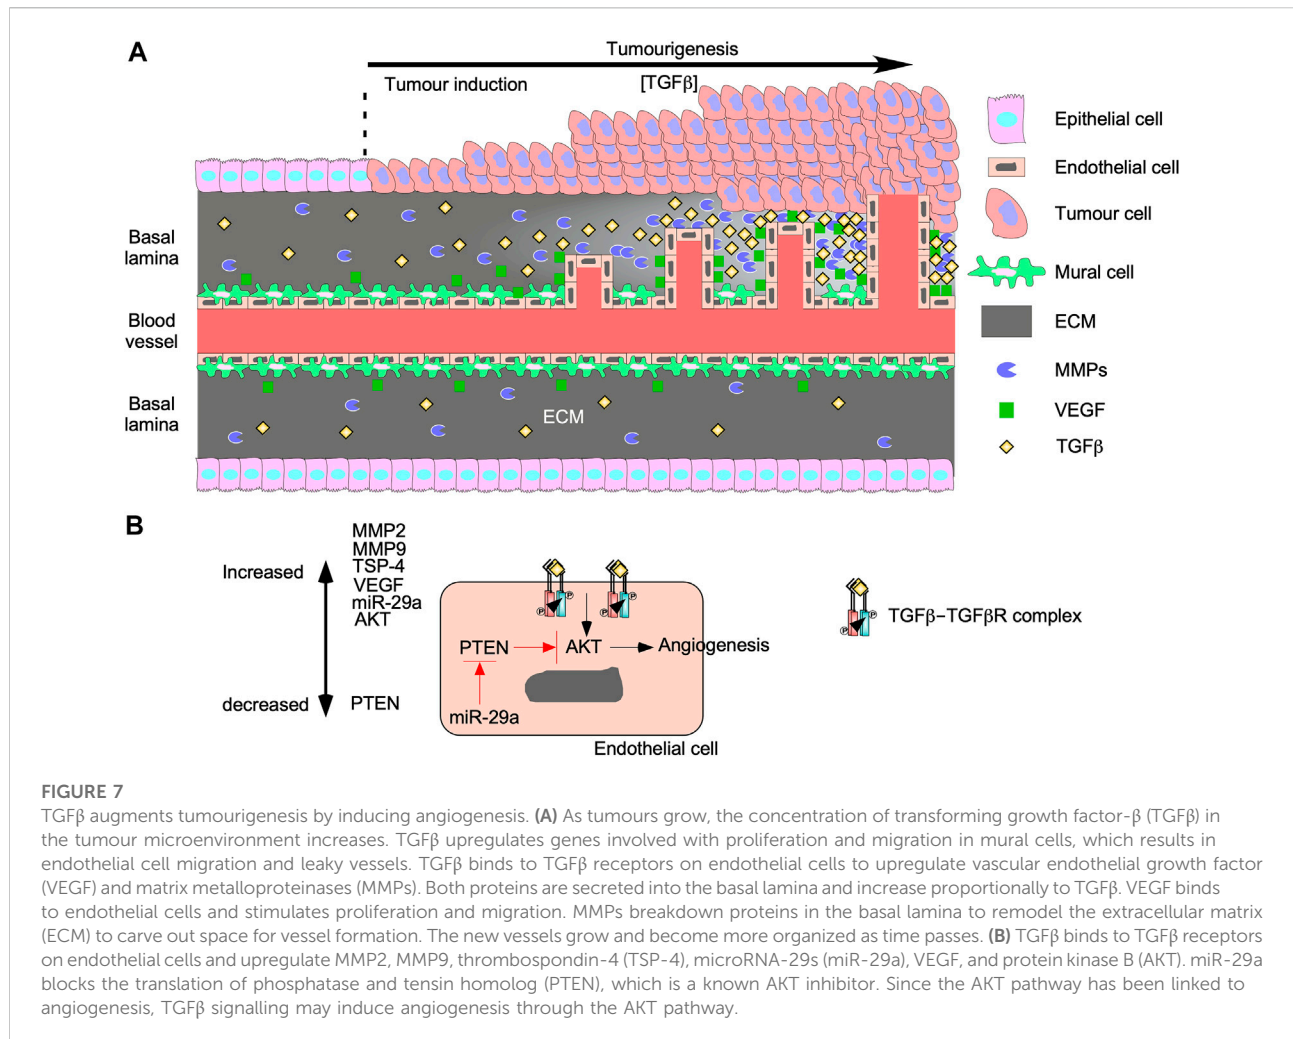 A
Tumourigenesis
Tumour induction
[TGFβ]
Epithelial cell
Endothelial cell
Tumour cell
Mural cell
ECM
MMPs
VEGF
TGFβ
Basal
lamina
Blood
vessel
Basal
lamina
ECM
B
MMP2
MMP9
TSP-4
VEGF
miR-29a
AKT
Increased
decreased
PTEN
P
P
P
P
PTEN
AKT
Angiogenesis
miR-29a
Endothelial cell
P
P
TGFβ–TGFβR complex
FIGURE 7
TGFβ augments tumourigenesis by inducing angiogenesis. (A) As tumours grow, the concentration of transforming growth factor-β (TGFβ) in
the tumour microenvironment increases. TGFβ upregulates genes involved with proliferation and migration in mural cells, which results in
endothelial cell migration and leaky vessels. TGFβ binds to TGFβ receptors on endothelial cells to upregulate vascular endothelial growth factor
(VEGF) and matrix metalloproteinases (MMPs). Both proteins are secreted into the basal lamina and increase proportionally to TGFβ. VEGF binds
to endothelial cells and stimulates proliferation and migration. MMPs breakdown proteins in the basal lamina to remodel the extracellular matrix
(ECM) to carve out space for vessel formation. The new vessels grow and become more organized as time passes. (B) TGFβ binds to TGFβ receptors
on endothelial cells and upregulate MMP2, MMP9, thrombospondin-4 (TSP-4), microRNA-29s (miR-29a), VEGF, and protein kinase B (AKT). miR-29a
blocks the translation of phosphatase and tensin homolog (PTEN), which is a known AKT inhibitor. Since the AKT pathway has been linked to
angiogenesis, TGFβ signalling may induce angiogenesis through the AKT pathway.